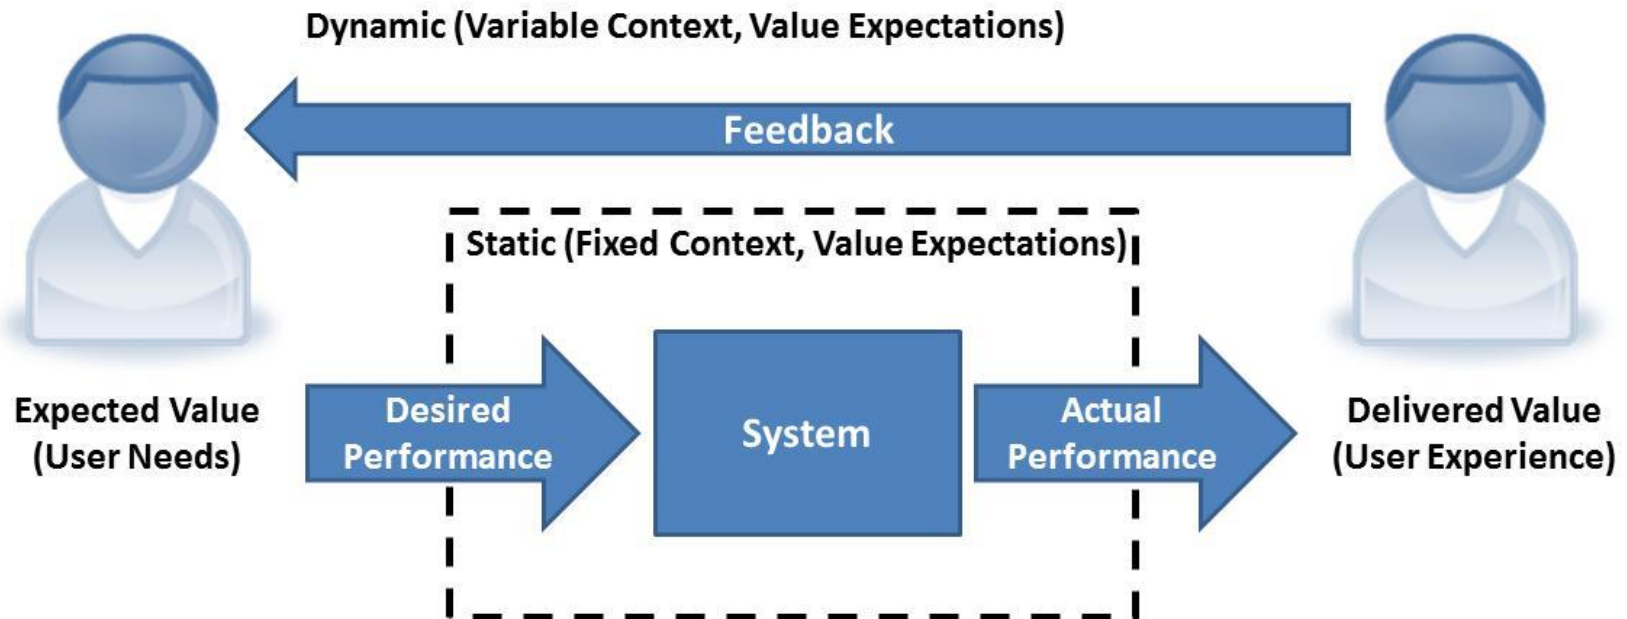 Dynamic (Variable Context, Value Expectations)
Feedback
Static (Fixed Context, Value Expectations)
Expected Value
(User Needs)
Desired
Performance
System
Actual
Performance
Delivered Value
(User Experience)